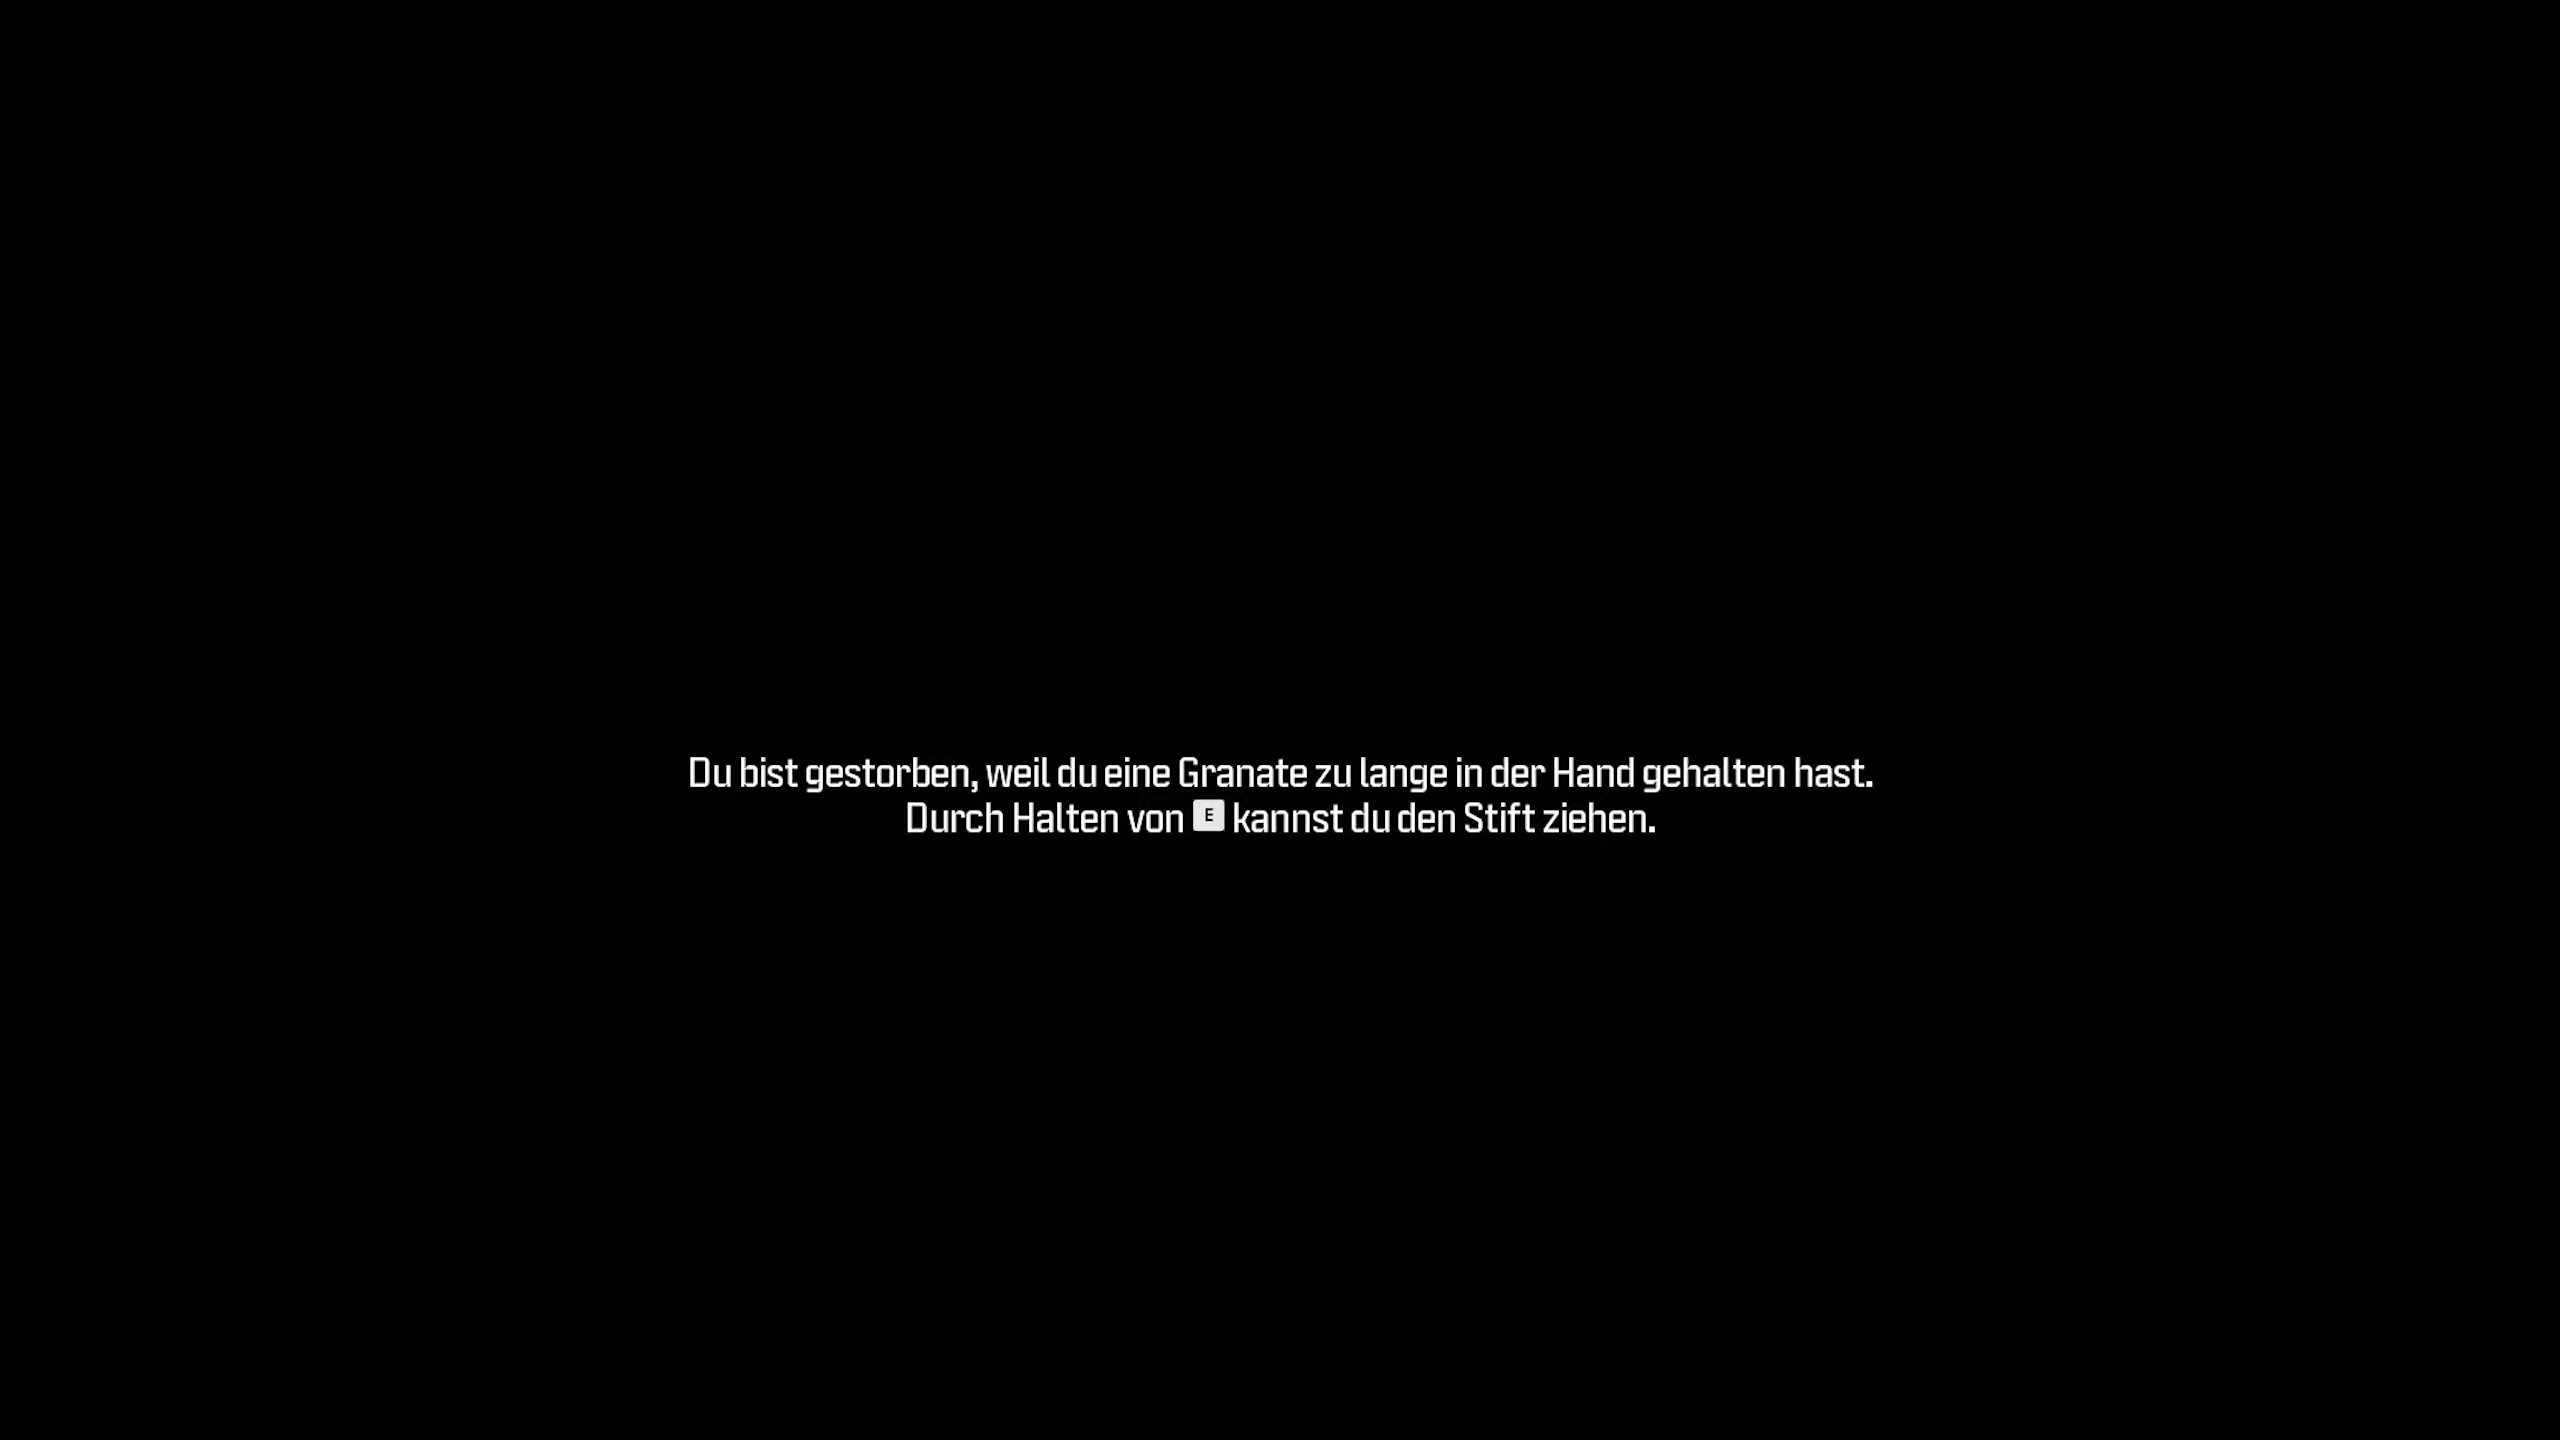 Du bist gestorben, weil du eine Granate zu lange in der Hand gehalten hast.
Durch Halten von E kannst du den Stift ziehen.